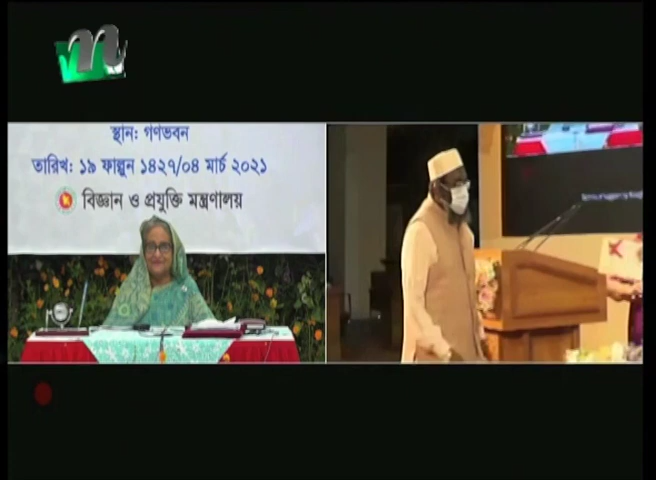 স্থান: গণভবন
তারিখ: ১৯ ফাল্গুন ১৪২৭/০৪ মার্চ ২০২১
বিজ্ঞান ও প্রযুক্তি মন্ত্রণালয়